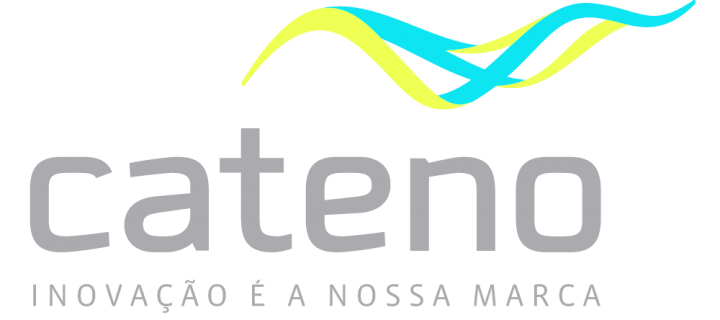 cateno
INOVAÇÃO É A NOSSA MARCA